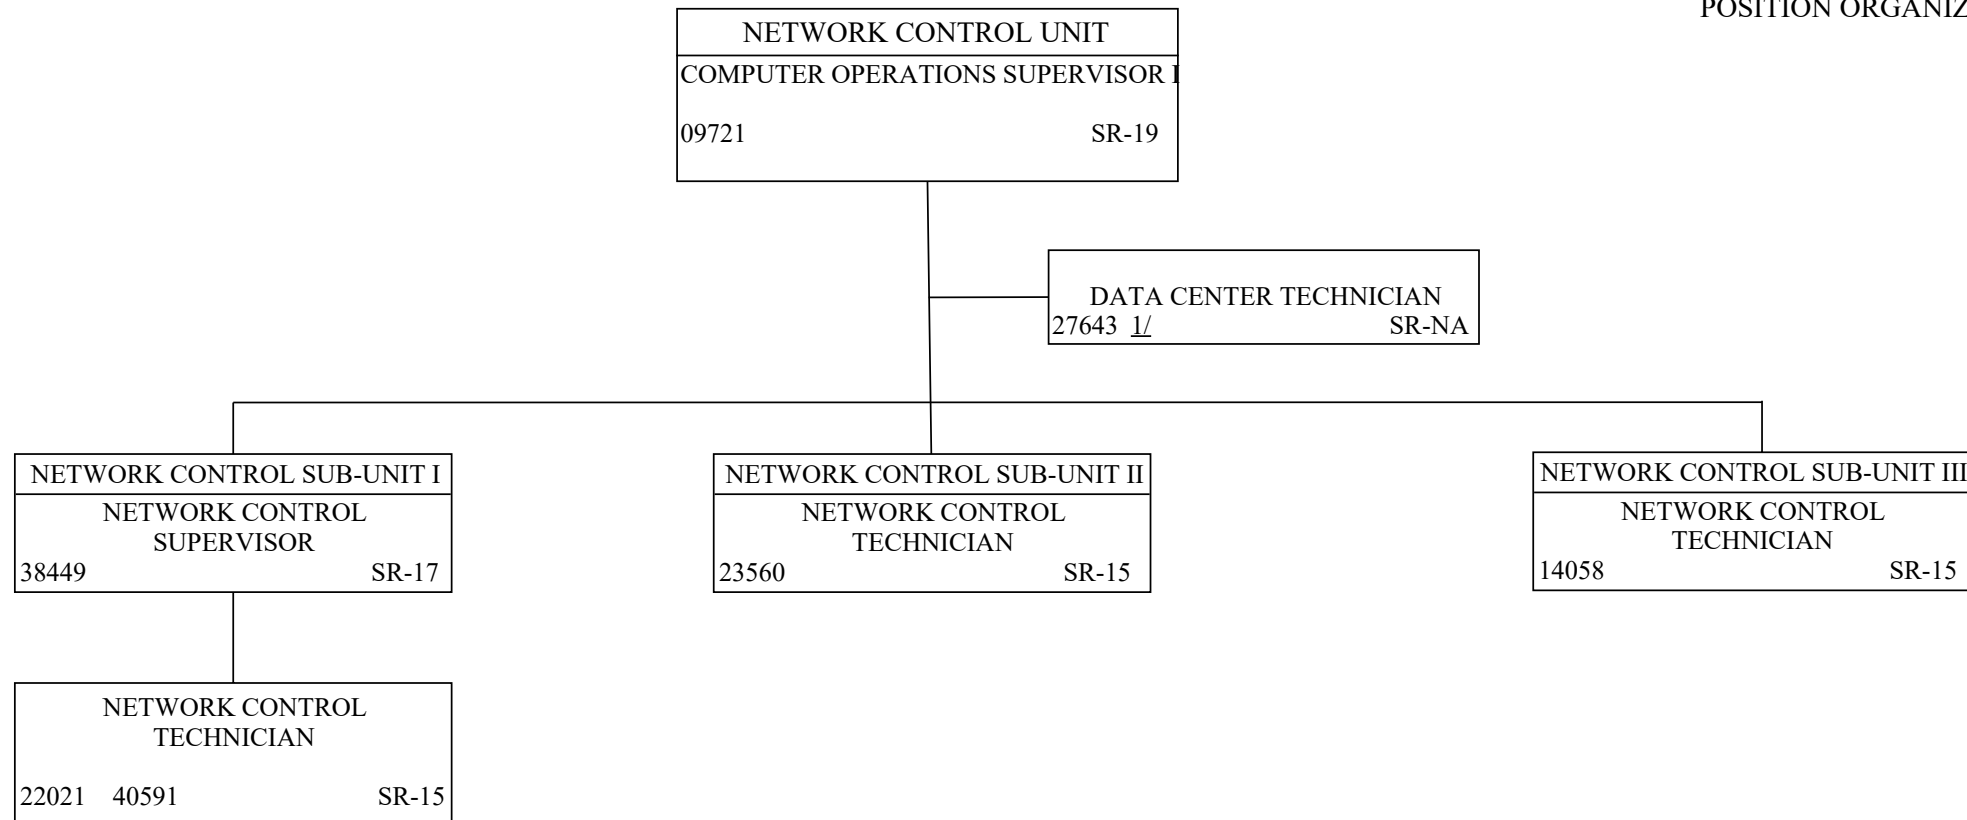 POSITION ORGANIZ
NETWORK CONTROL UNIT
COMPUTER OPERATIONS SUPERVISOR I
09721 SR-19
DATA CENTER TECHNICIAN
27643 1/ SR-NA
NETWORK CONTROL SUB-UNIT I
NETWORK CONTROL
SUPERVISOR
38449 SR-17
NETWORK CONTROL SUB-UNIT II
NETWORK CONTROL
TECHNICIAN
23560 SR-15
NETWORK CONTROL SUB-UNIT III
NETWORK CONTROL
TECHNICIAN
14058 SR-15
NETWORK CONTROL
TECHNICIAN
22021 40591 SR-15